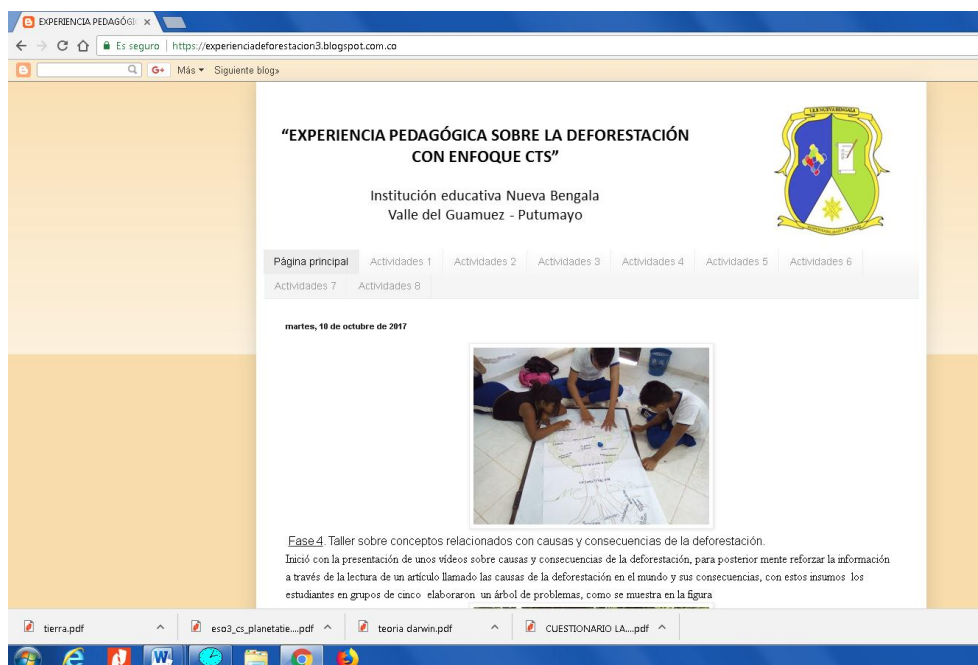 EXPERIENCIA PEDAGÓGI
Es seguro | https://experienciadeforestacion3.blogspot.com.co
G+ Más Siguiente blog»
"EXPERIENCIA PEDAGÓGICA SOBRE LA DEFORESTACIÓN
CON ENFOQUE CTS"
Institución educativa Nueva Bengala
Valle del Guamuez - Putumayo
Página principal Actividades 1 Actividades 2 Actividades 3 Actividades 4 Actividades 5 Actividades 6
Actividades 7 Actividades 8
martes, 10 de octubre de 2017
Fase 4. Taller sobre conceptos relacionados con causas y consecuencias de la deforestación.
Inició con la presentación de unos vídeos sobre causas y consecuencias de la deforestación, para posterior mente reforzar la información
a través de la lectura de un artículo llamado las causas de la deforestación en el mundo y sus consecuencias, con estos insumos los
estudiantes en grupos de cinco elaboraron un árbol de problemas, como se muestra en la figura
tierra.pdf eso3_cs_planetatie....pdf teoria darwin.pdf CUESTIONARIO LA....pdf